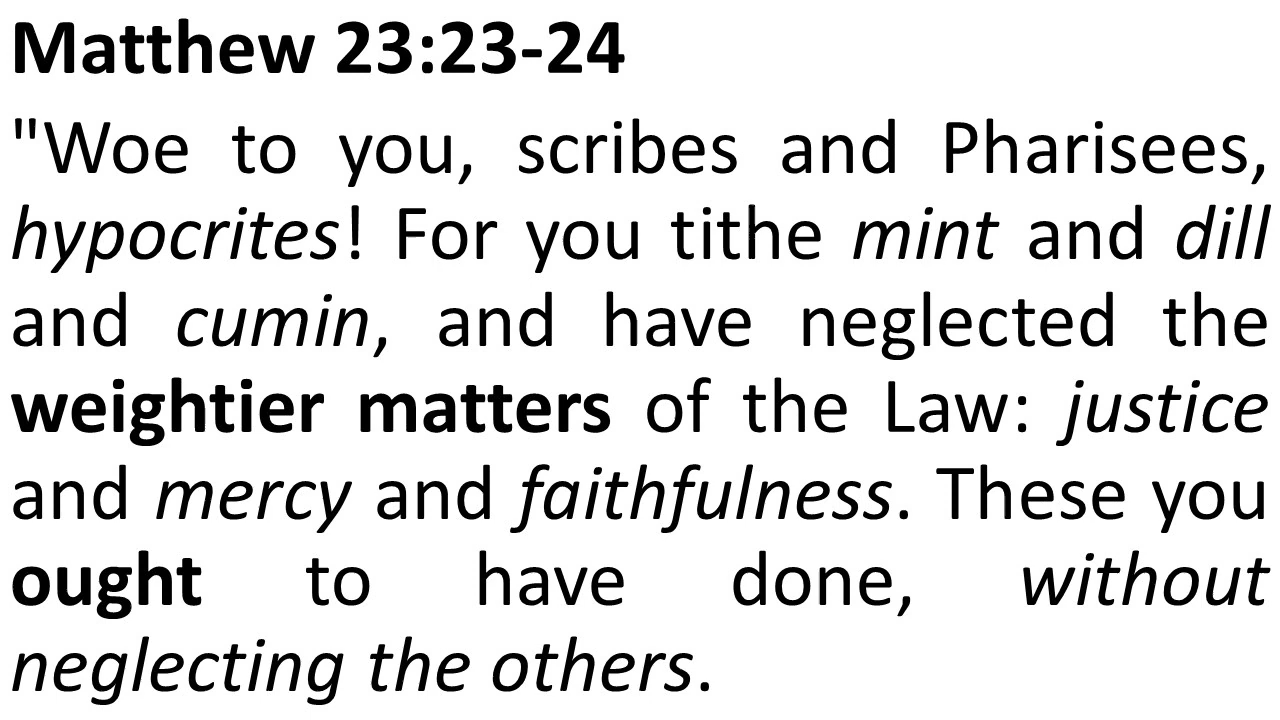 Matthew 23:23-24
"Woe to you, scribes and Pharisees,
hypocrites! For you tithe mint and dill
and cumin, and have neglected the
weightier matters of the Law: justice
and mercy and faithfulness. These you
ought to have done, without
neglecting the others.